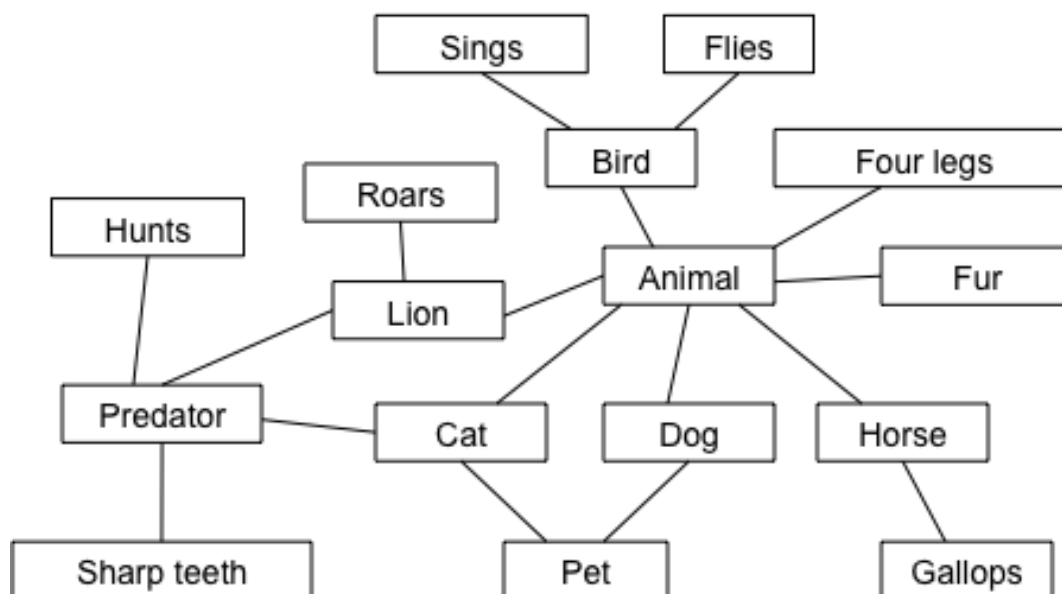 Sings
Flies
Bird
Four legs
Roars
Hunts
Animal
Fur
Lion
Predator
Cat
Dog
Horse
Sharp teeth
Pet
Gallops